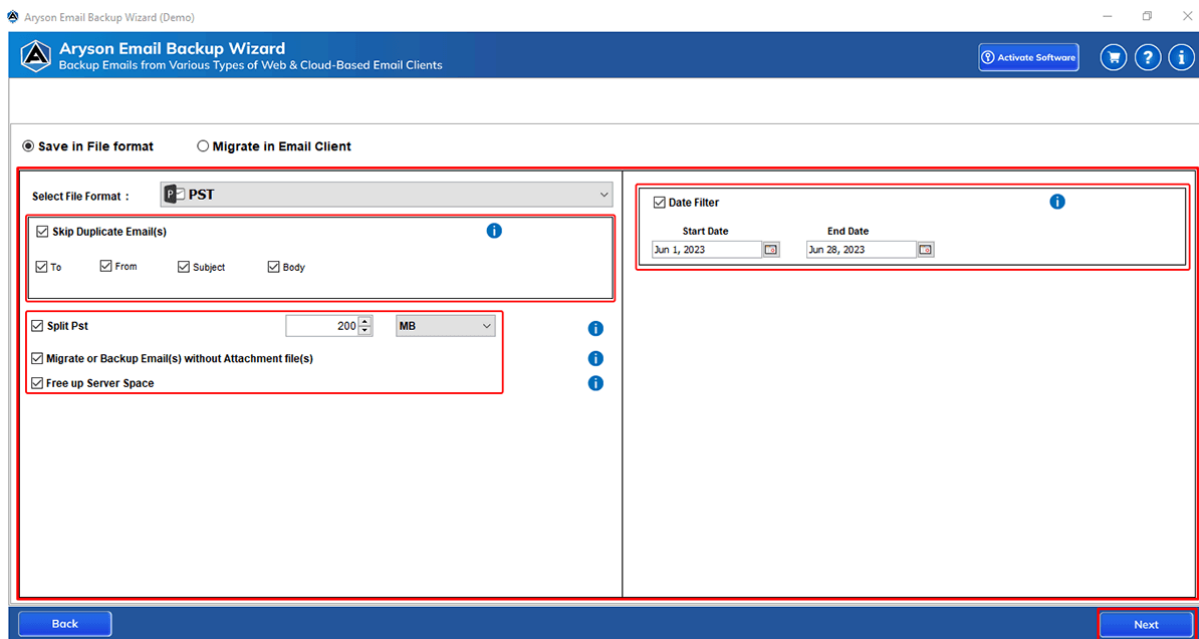 Aryson Email Backup Wizard (Demo)
Aryson Email Backup Wizard
Backup Emails from Various Types of Web & Cloud-Based Email Clients
Activate Software
Save in File format
Migrate in Email Client
Select File Format :
PST
Skip Duplicate Email(s)
To
From
Subject
Body
Split Pst
200
MB
Migrate or Backup Email(s) without Attachment file(s)
Free up Server Space
Date Filter
Start Date
End Date
Jun 1, 2023
Jun 28, 2023
Back
Next